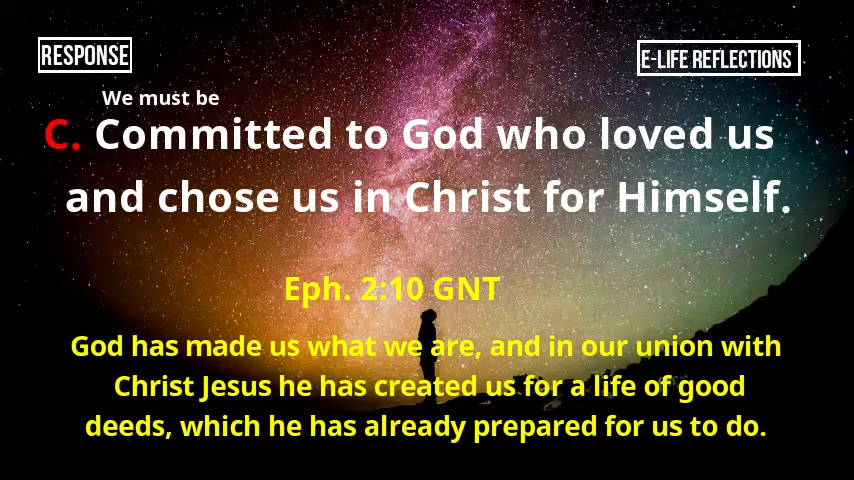 RESPONSE
E-LIFE REFLECTIONS
We must be
C. Committed to God who loved us
and chose us in Christ for Himself.
Eph. 2:10 GNT
God has made us what we are, and in our union with
Christ Jesus he has created us for a life of good
deeds, which he has already prepared for us to do.